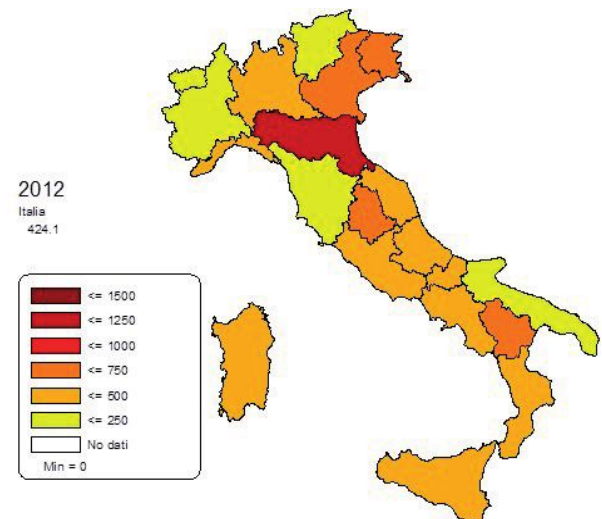 2012
Italia
424.1
<= 1500
<= 1250
<= 1000
<= 750
<= 500
<= 250
No dati
Min = 0